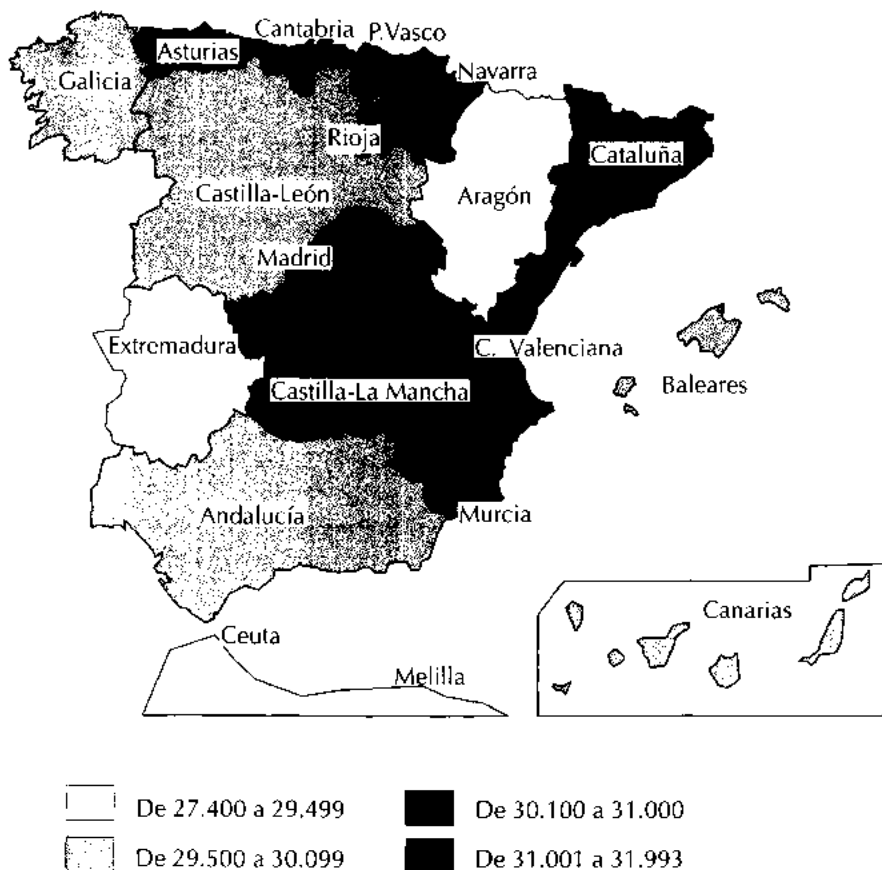 Cantabria P.Vasco
Asturias
Galicia
Navarra
Rioja
Cataluña
Castilla-León
Aragón
Madrid
Extremadura
C. Valenciana
Castilla-La Mancha
Baleares
Andalucía
Murcia
Canarias
Ceuta
Melilla
De 27.400 a 29.499
De 30.100 a 31.000
De 29.500 a 30.099
De 31.001 a 31.993